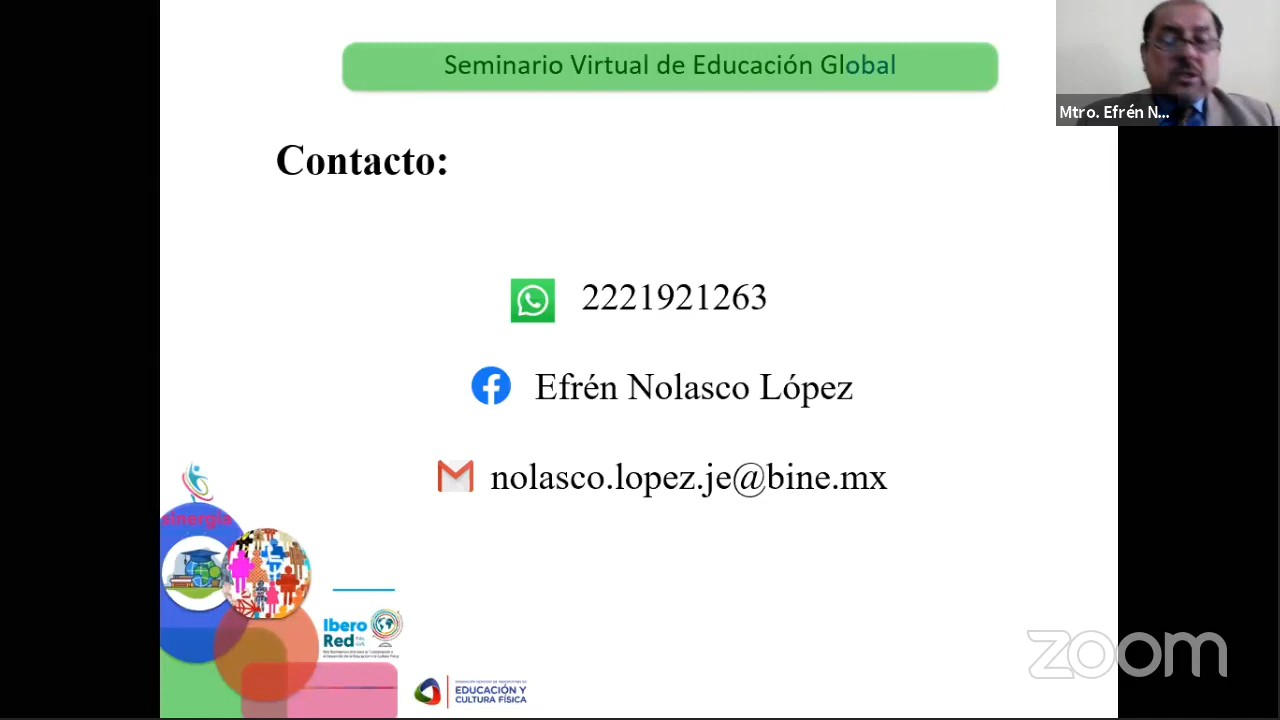 Seminario Virtual de Educación Global
Mtro. Efrén N...
Contacto:
2221921263
Efrén Nolasco López
nolasco.lopez.je@bine.mx
sinergia
Ibero
Red
EDUCACIÓN Y
CULTURA FÍSICA
zoom